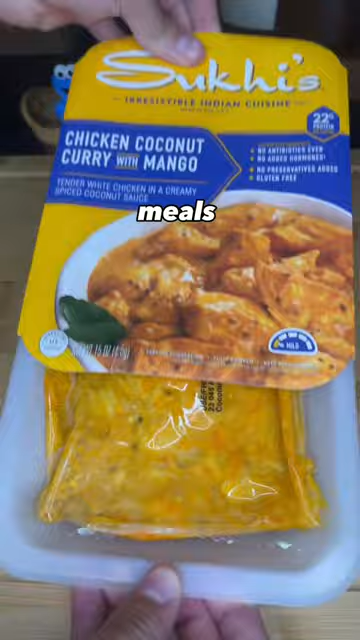 Sukhi's
IRRESISTIBLE INDIAN CUISINE
22g
PROTEIN
CHICKEN COCONUT
CURRY WITH MANGO
NO ANTIBIOTICS EVER
NO ADDED HORMONES
NO PRESERVATIVES ADDED
GLUTEN FREE
TENDER WHITE CHICKEN IN A CREAMY
SPICED COCONUT SAUCE
meals
MILD